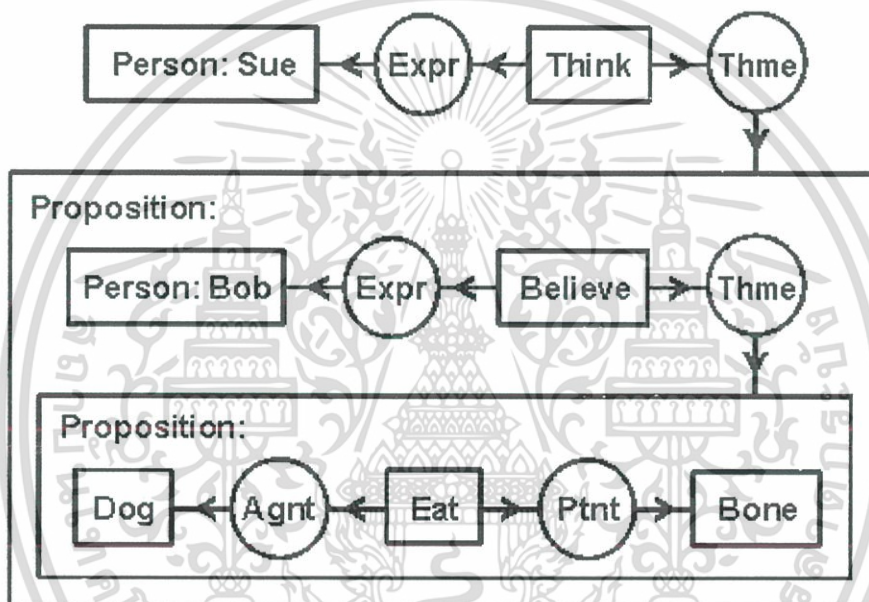 Person: Sue Expr Think Thme
Proposition:
Person: Bob Expr Believe Thme
Proposition:
Dog Agnt Eat Ptnt Bone